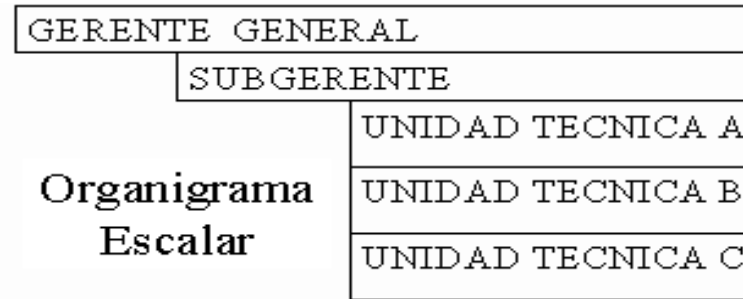 GERENTE GENERAL
SUBGERENTE
UNIDAD TECNICA A
UNIDAD TECNICA B
UNIDAD TECNICA C
Organigrama
Escalar